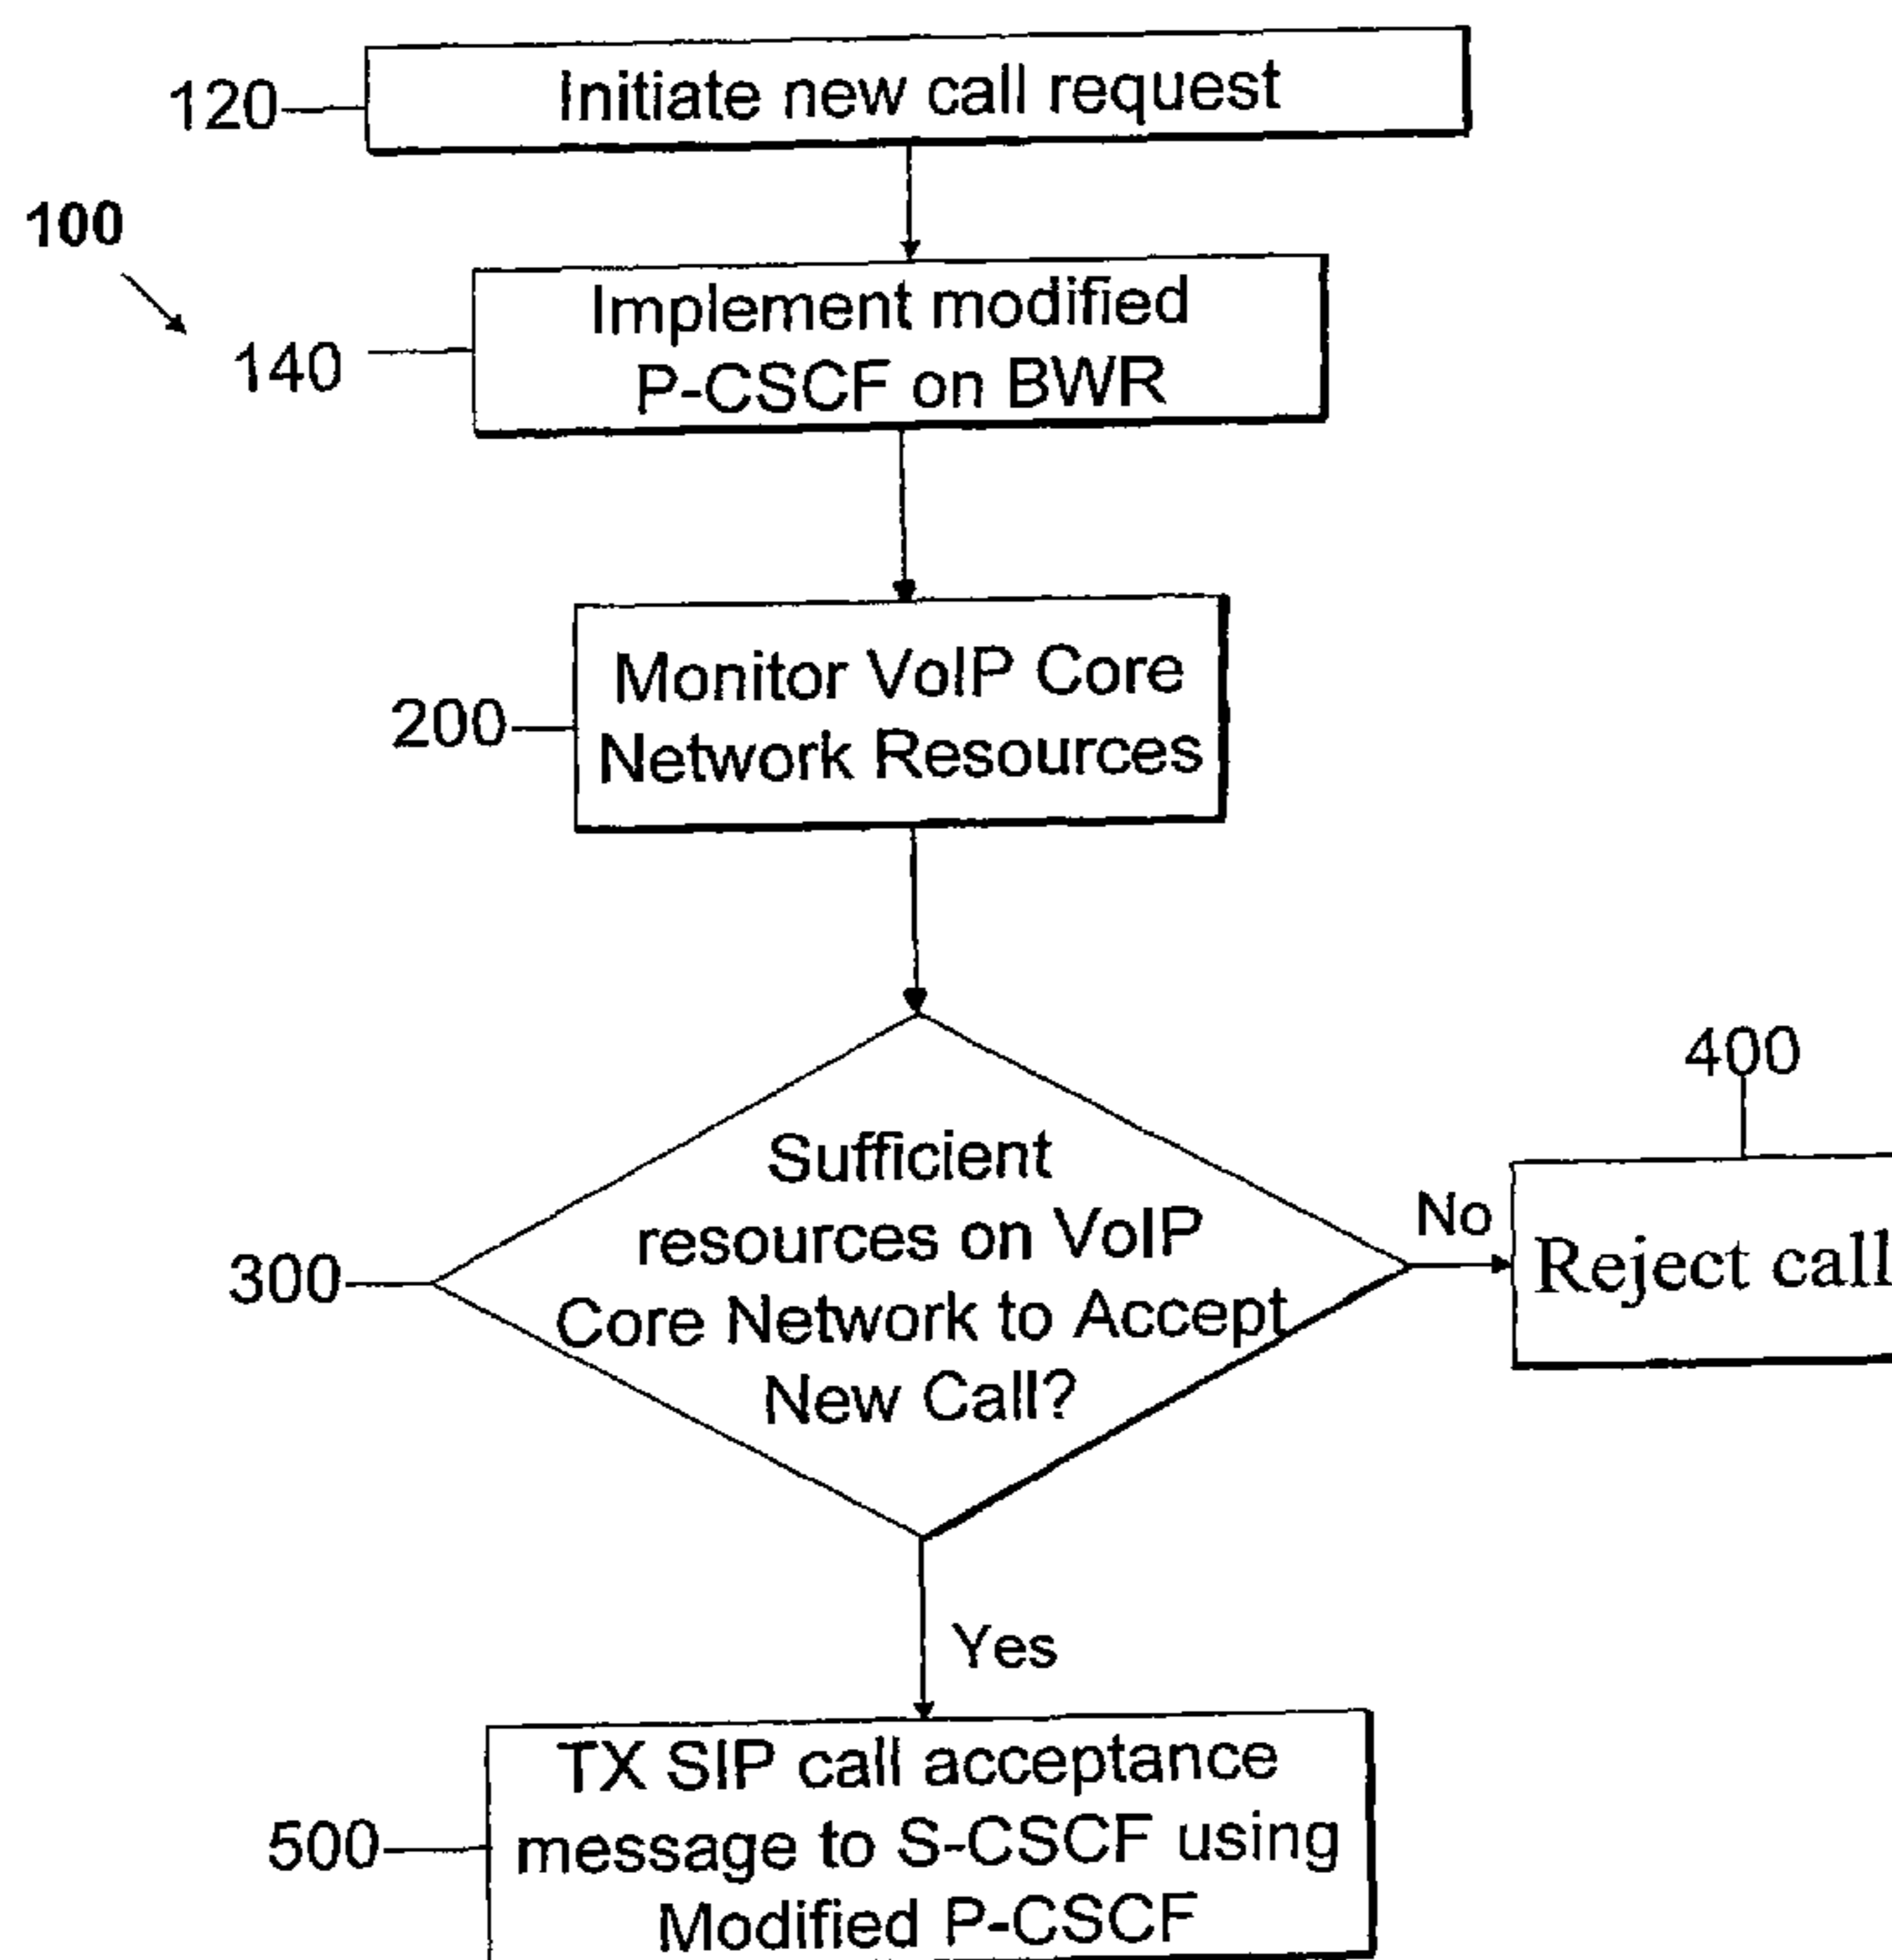 120
Initiate new call request
100
140
Implement modified
P-CSCF on BWR
200
Monitor VoIP Core
Network Resources
300
Sufficient
resources on VoIP
Core Network to Accept
New Call?
No
400
Reject call
Yes
500
TX SIP call acceptance
message to S-CSCF using
Modified P-CSCF